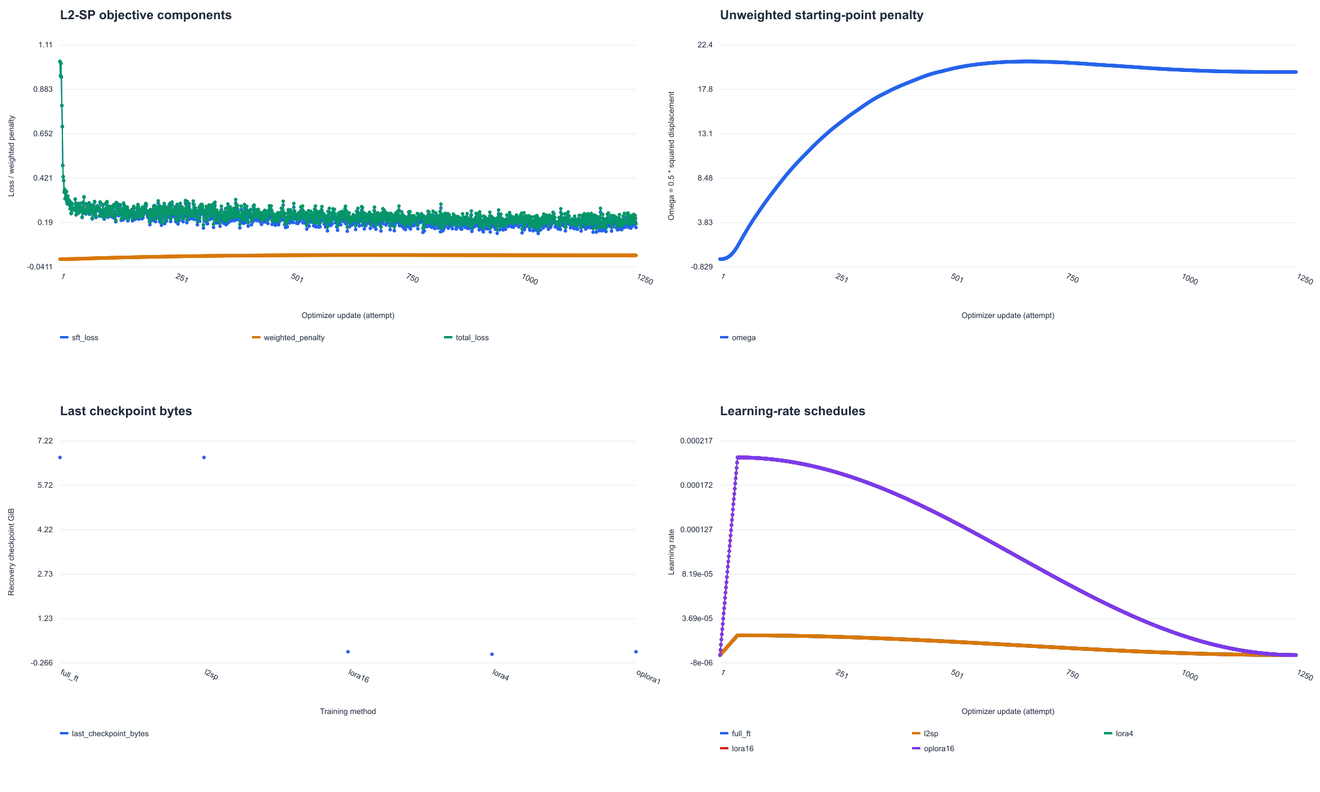 L2-SP objective components
1.11
0.883
0.652
0.421
0.19
-0.0411
Loss / weighted penalty
1
251
501
750
1000
1250
Optimizer update (attempt)
sft_loss
weighted_penalty
total_loss
Unweighted starting-point penalty
22.4
17.8
13.1
8.48
3.83
-0.829
Omega = 0.5 * squared displacement
1
251
501
750
1000
1250
Optimizer update (attempt)
omega
Last checkpoint bytes
7.22
5.72
4.22
2.73
1.23
-0.266
Recovery checkpoint GiB
full_ft
l2sp
lora16
lora4
oplora1
Training method
last_checkpoint_bytes
Learning-rate schedules
0.000217
0.000172
0.000127
8.19e-05
3.69e-05
-8e-06
Learning rate
1
251
501
750
1000
1250
Optimizer update (attempt)
full_ft
l2sp
lora4
lora16
oplora16